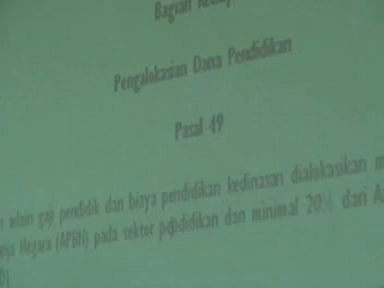 Bagian
Pengalokasian Dana Pendidikan
Pasal 49
selain gaji pendidik dan biaya pendidikan kedinasan dialokasikan
Negara (APBN) pada sektor pendidikan dan minimal 20% dari